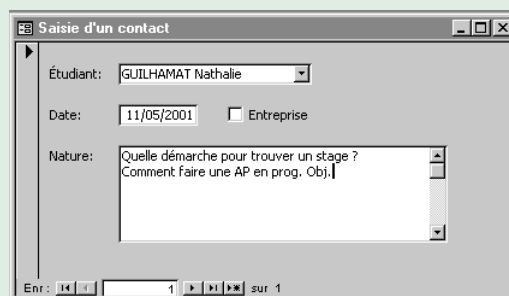 Saisie d'un contact
Étudiant: GUILHAMAT Nathalie
Date: 11/05/2001 Entreprise
Nature: Quelle démarche pour trouver un stage ?
Comment faire une AP en prog. Obj.
Enr: 1 sur 1